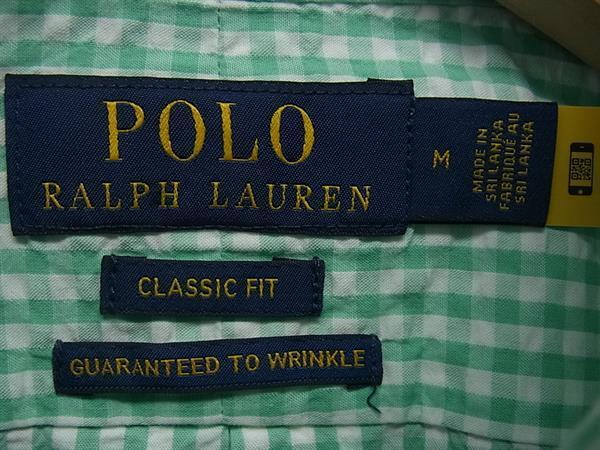 POLO
RALPH LAUREN
M
MADE IN
SRI LANKA
FABRIQUÉ AU
SRI LANKA
CLASSIC FIT
GUARANTEED TO WRINKLE